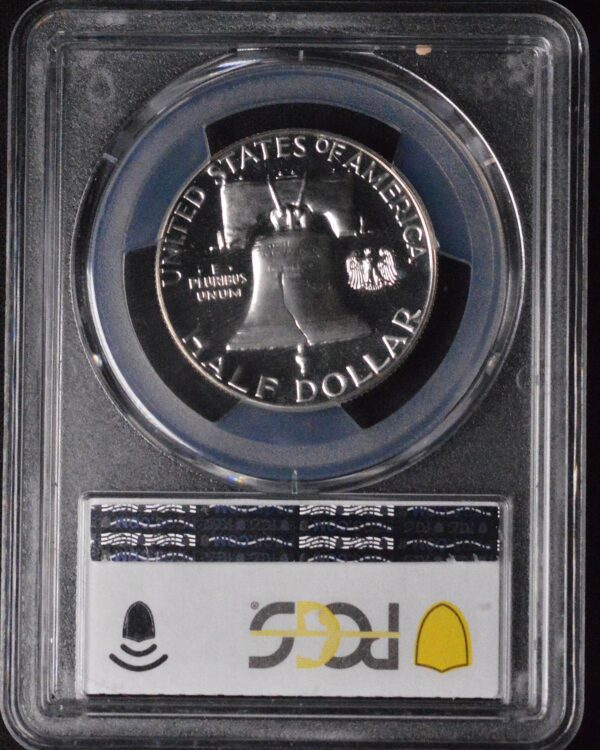 UNITED STATES OF AMERICA
E
PLURIBUS
UNUM
HALF DOLLAR
PCGS®